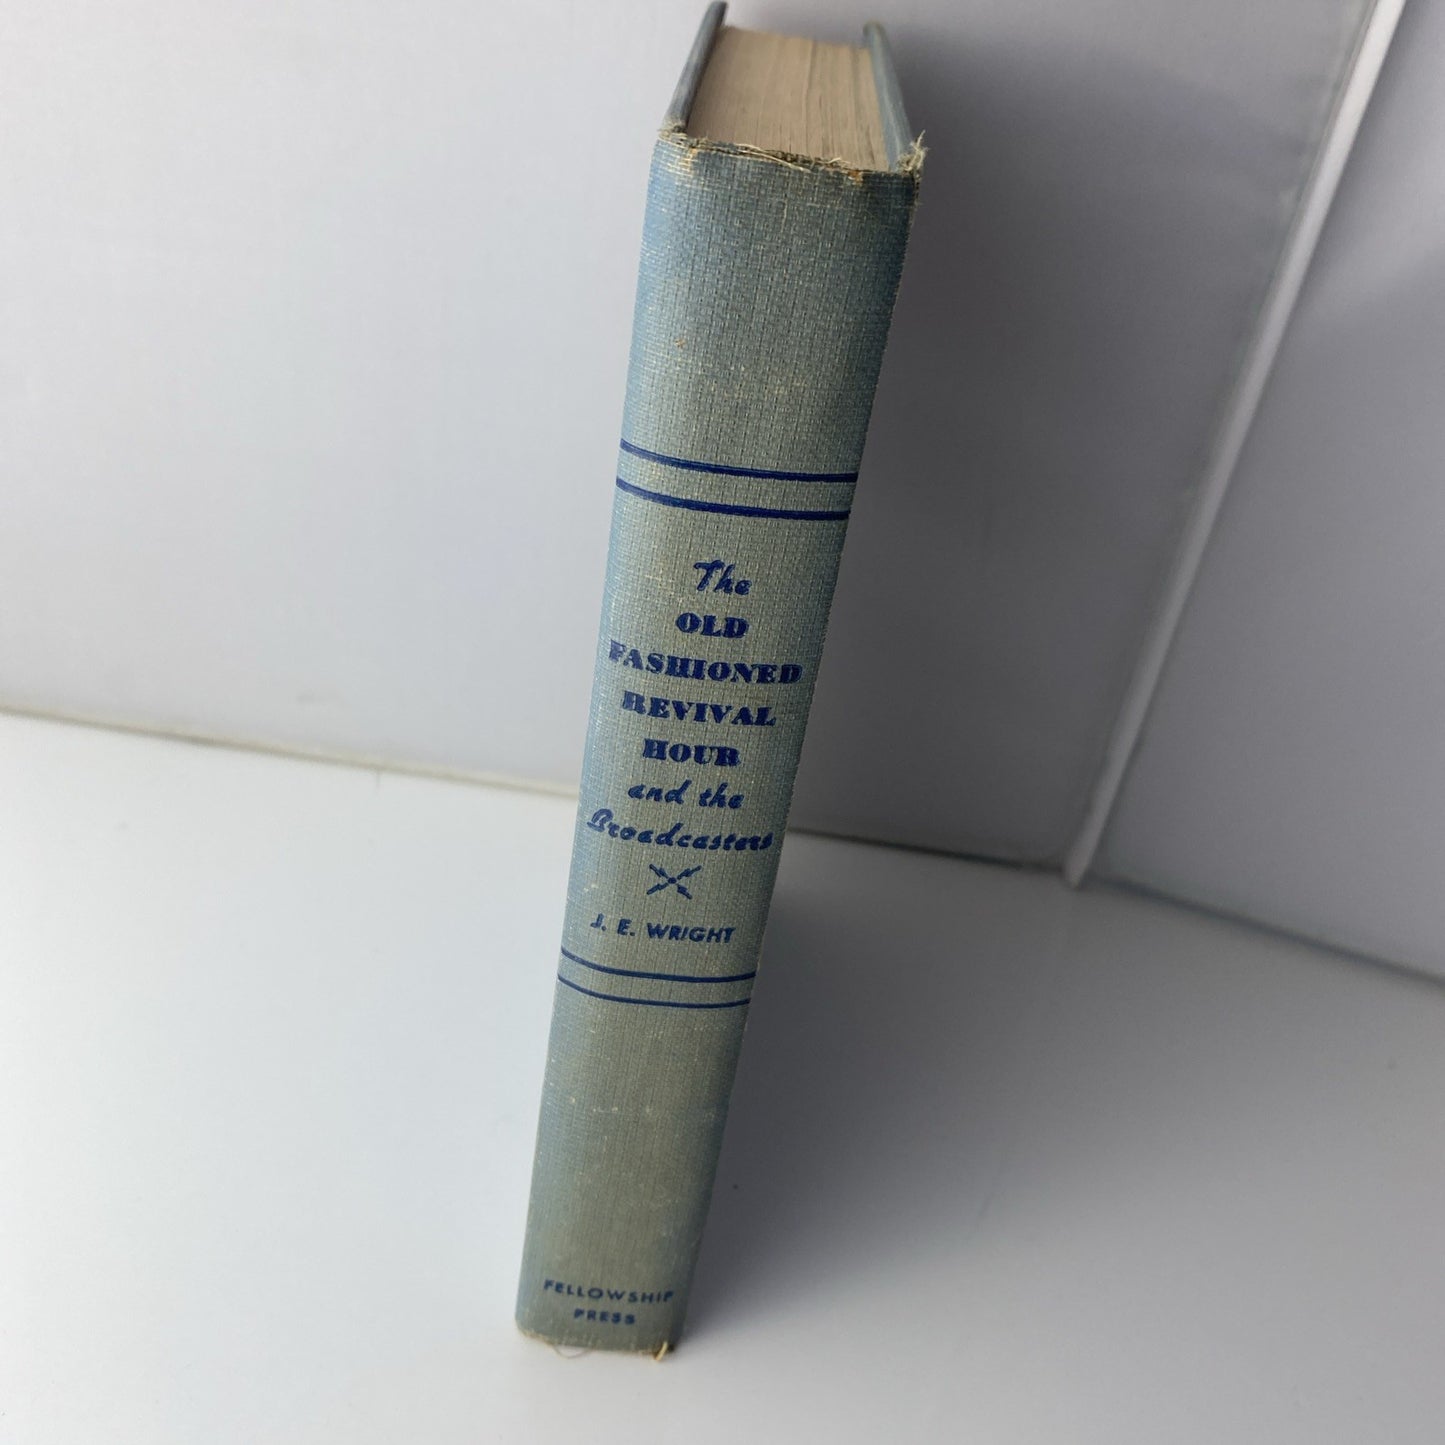 The
OLD
FASHIONED
REVIVAL
HOUR
and the
Broadcasters
J. E. WRIGHT
FELLOWSHIP
PRESS